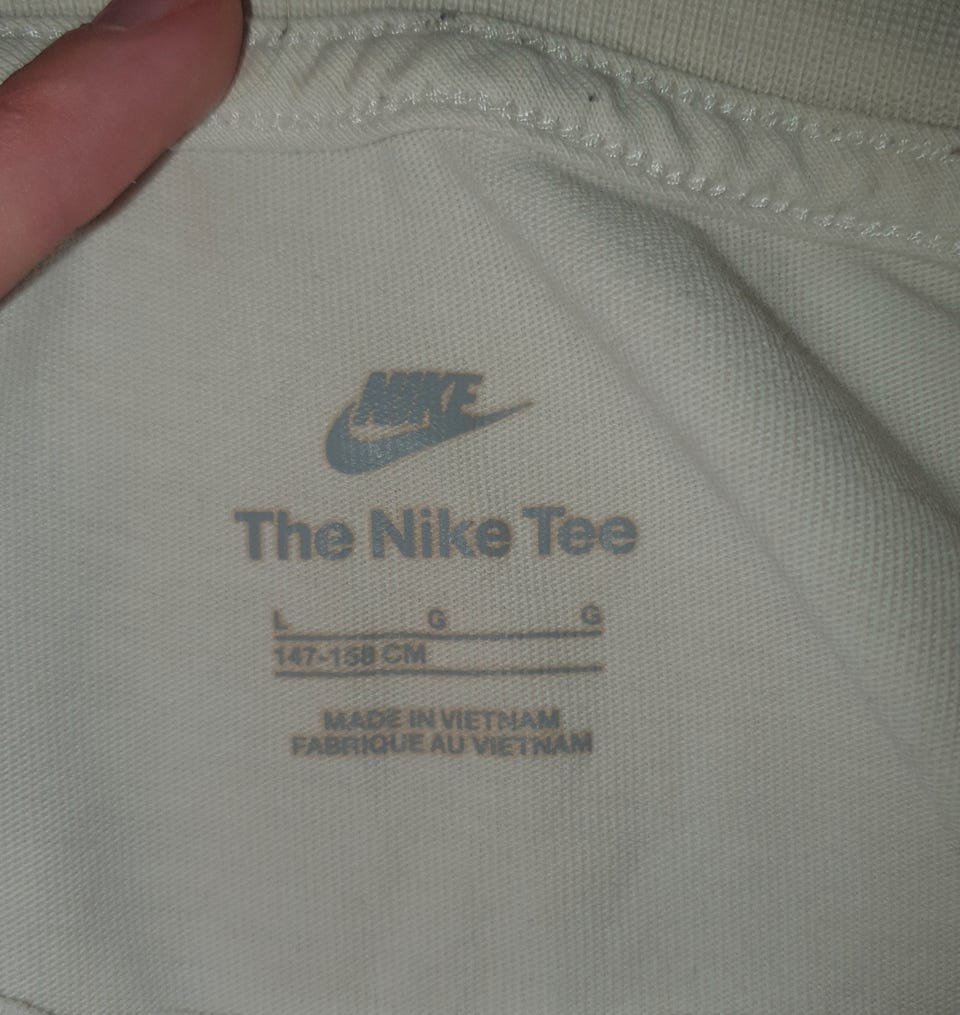 NIKE
The Nike Tee
L G G
147-158 CM
MADE IN VIETNAM
FABRIQUE AU VIETNAM